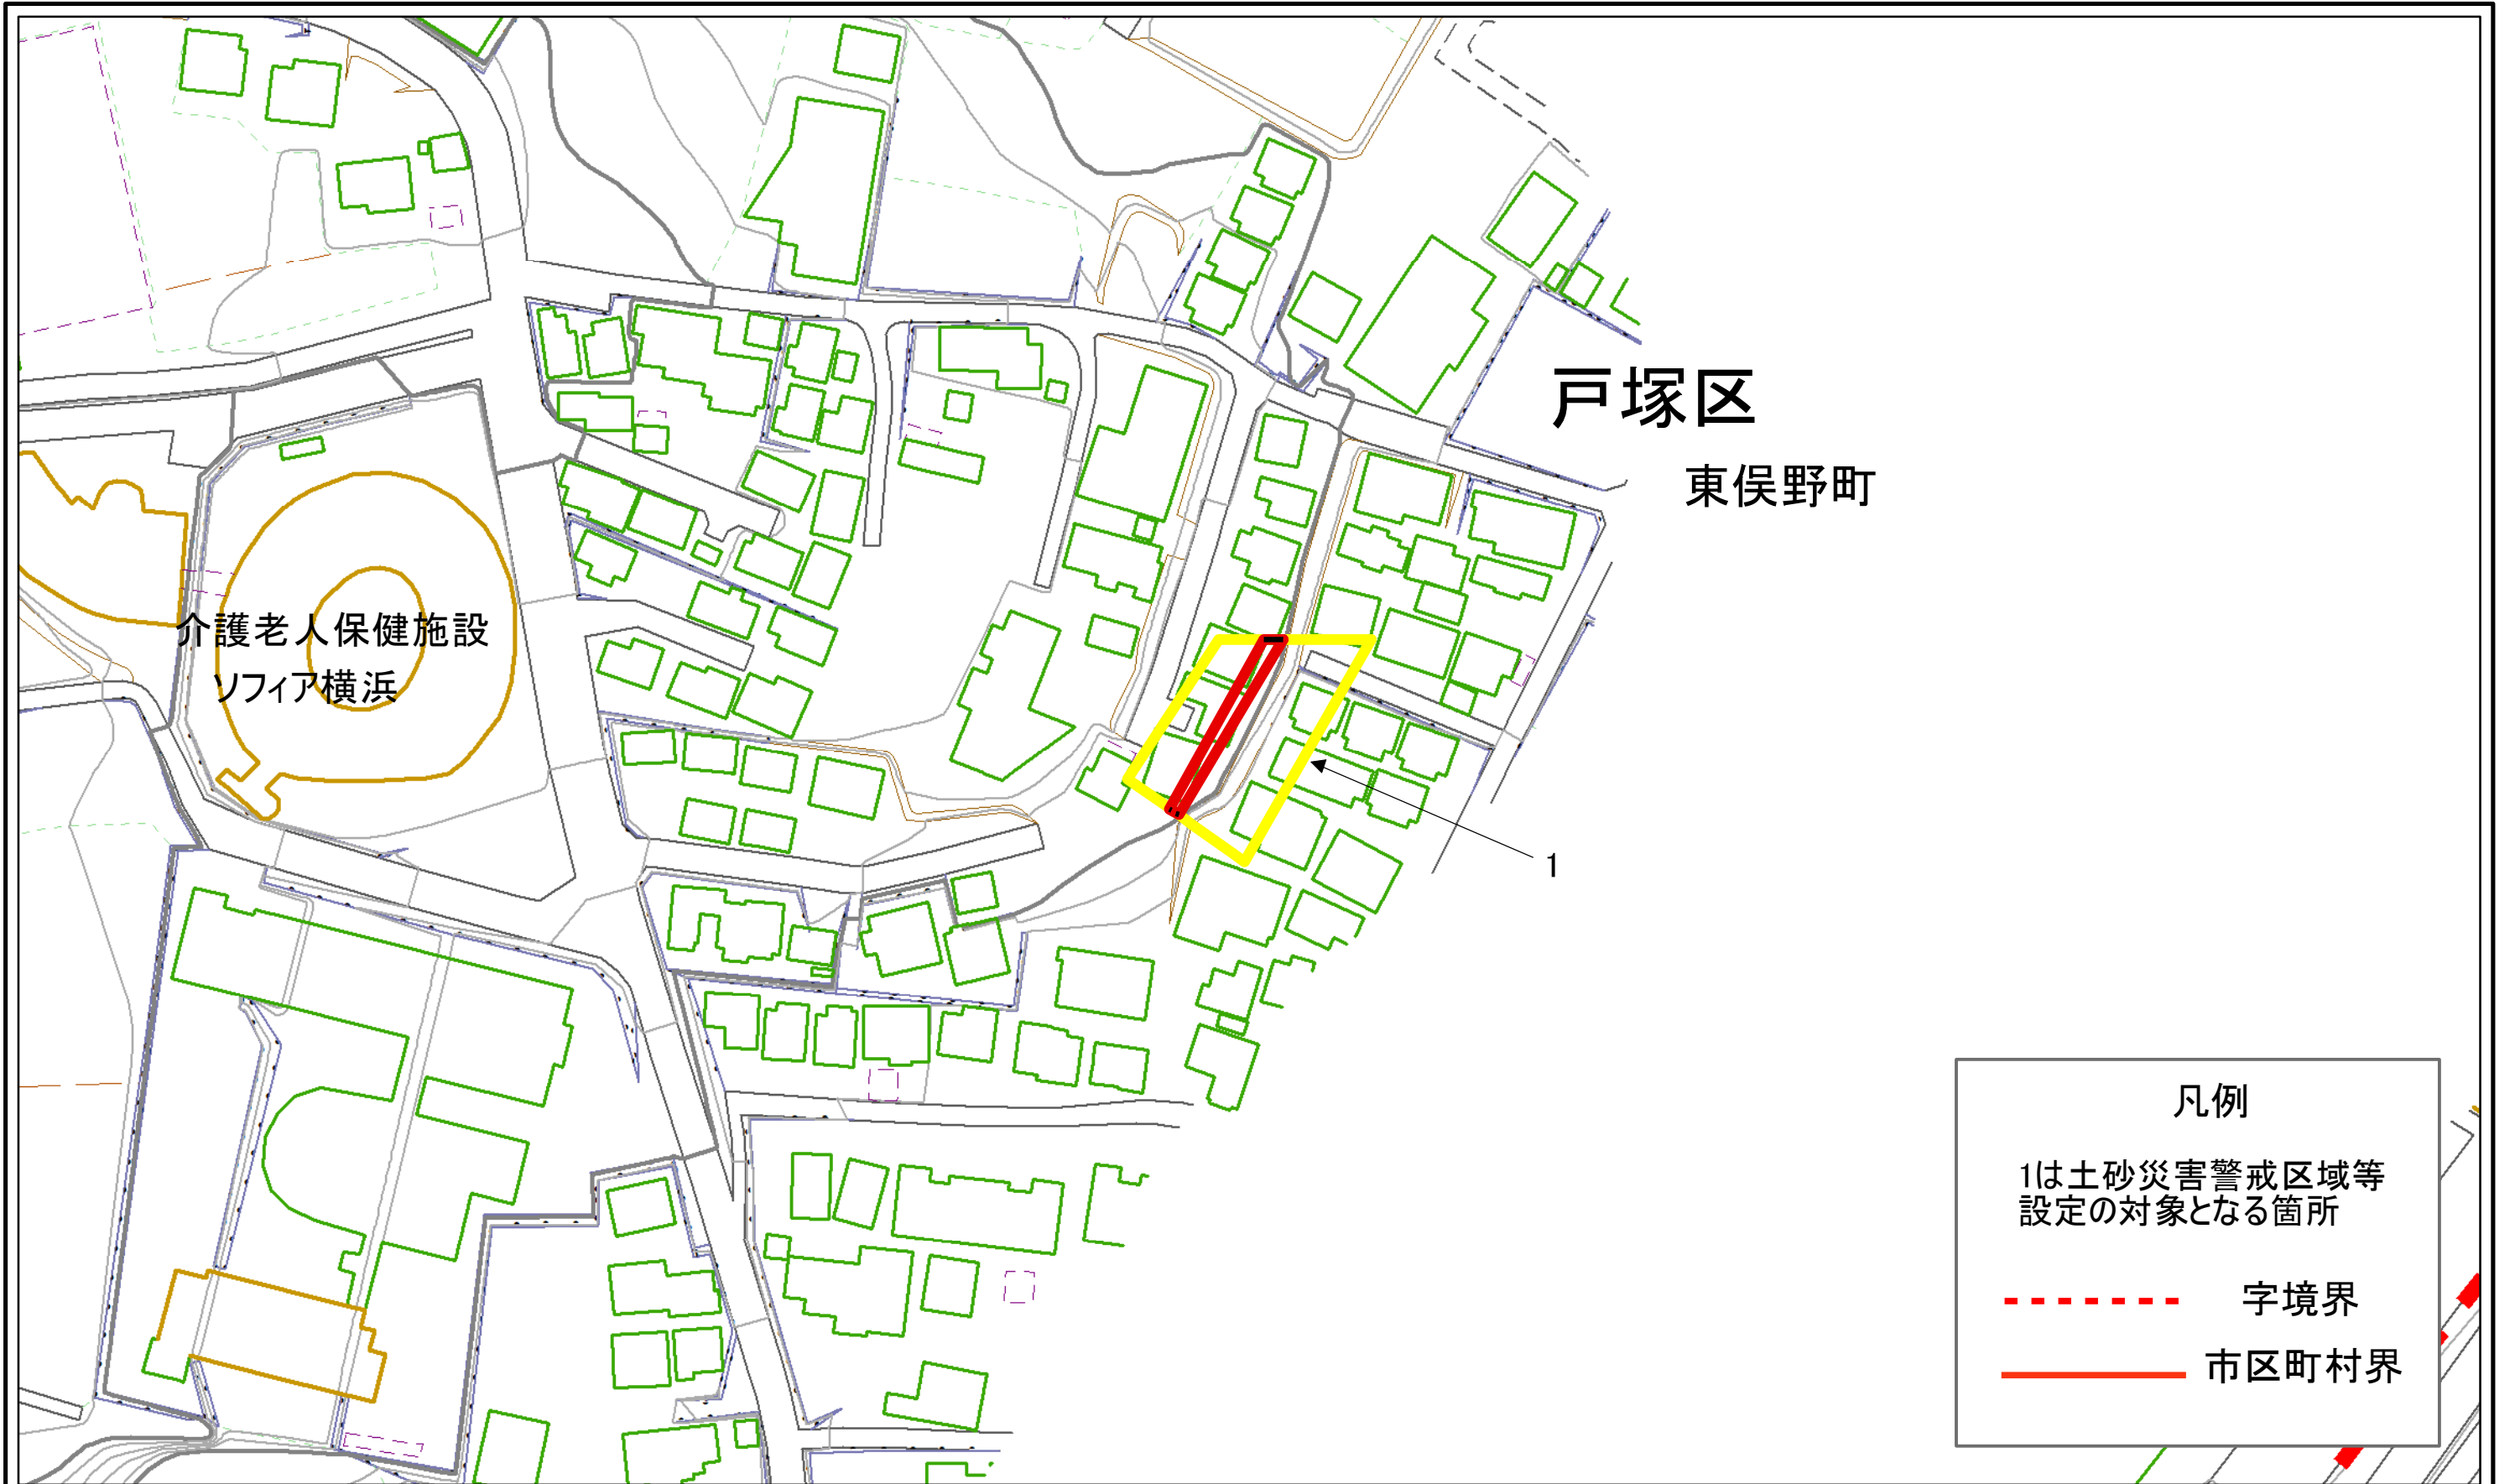 戸塚区
東俣野町
介護老人保健施設
ソフィア横浜
1
凡例
1は土砂災害警戒区域等
設定の対象となる箇所
字境界
市区町村界